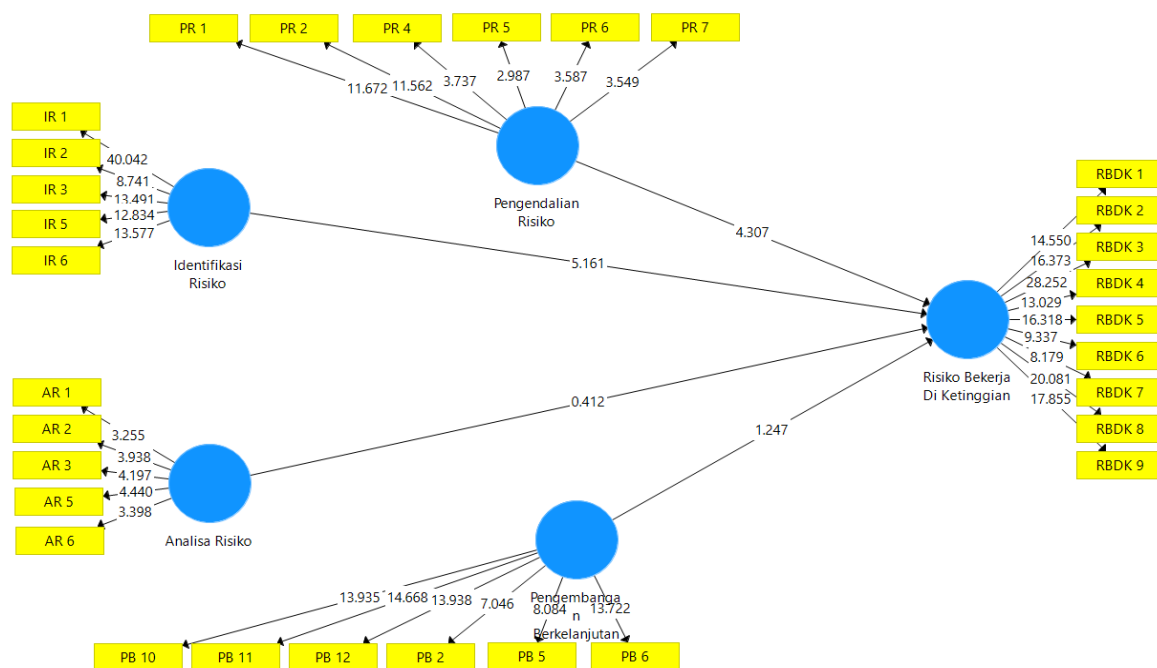 PR 1
PR 2
PR 4
PR 5
PR 6
PR 7
11.672
11.562
3.737
2.987
3.587
3.549
Pengendalian
Risiko
IR 1
IR 2
IR 3
IR 5
IR 6
40.042
8.741
13.491
12.834
13.577
Identifikasi
Risiko
4.307
5.161
0.412
1.247
RBDK 1
RBDK 2
RBDK 3
RBDK 4
RBDK 5
RBDK 6
RBDK 7
RBDK 8
RBDK 9
14.550
16.373
28.252
13.029
16.318
9.337
8.179
20.081
17.855
Risiko Bekerja
Di Ketinggian
AR 1
AR 2
AR 3
AR 5
AR 6
3.255
3.938
4.197
4.440
3.398
Analisa Risiko
13.935
14.668
13.938
7.046
8.084
13.722
Pengembanga
n
Berkelanjutan
PB 10
PB 11
PB 12
PB 2
PB 5
PB 6